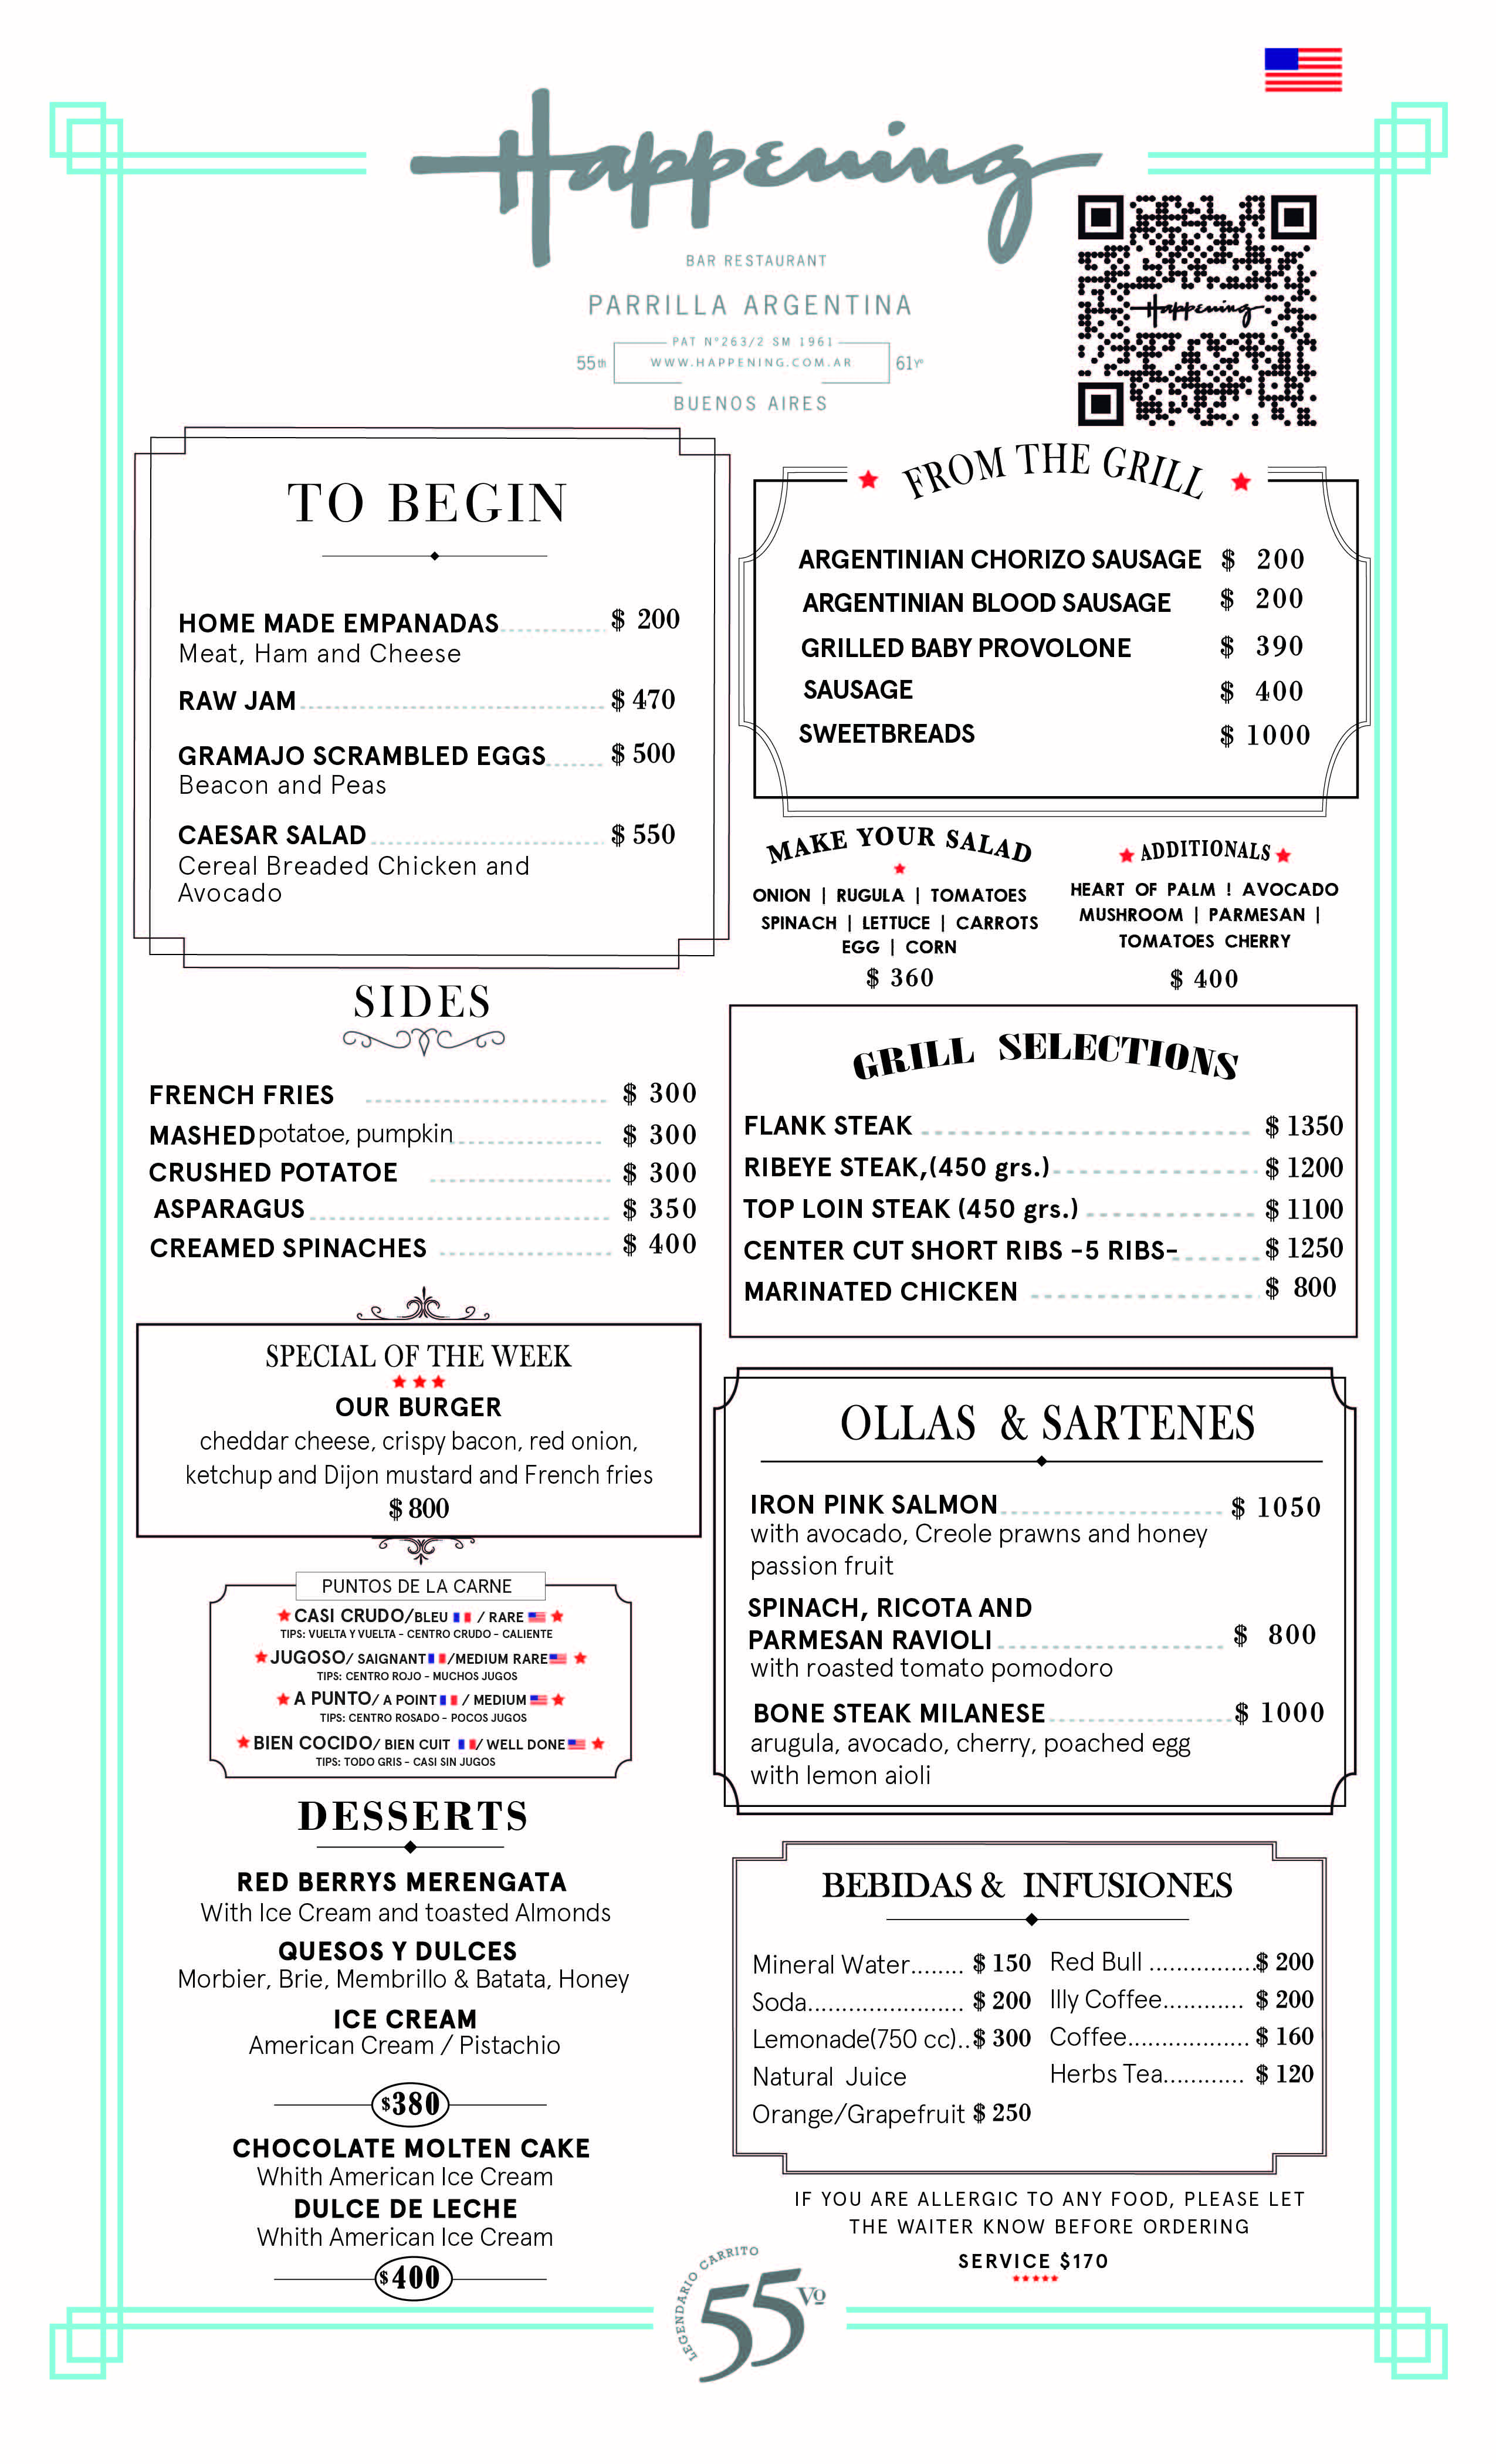 Happening
BAR RESTAURANT
PARRILLA ARGENTINA
PAT N°263/2 SM 1961
55th WWW.HAPPENING.COM.AR 61Yº
BUENOS AIRES
Happening
TO BEGIN
HOME MADE EMPANADAS $ 200
Meat, Ham and Cheese
RAW JAM $ 470
GRAMAJO SCRAMBLED EGGS $ 500
Beacon and Peas
CAESAR SALAD $ 550
Cereal Breaded Chicken and
Avocado
FROM THE GRILL
ARGENTINIAN CHORIZO SAUSAGE $ 200
ARGENTINIAN BLOOD SAUSAGE $ 200
GRILLED BABY PROVOLONE $ 390
SAUSAGE $ 400
SWEETBREADS $ 1000
MAKE YOUR SALAD
ONION | RUGULA | TOMATOES
SPINACH | LETTUCE | CARROTS
EGG | CORN
$ 360
ADDITIONALS
HEART OF PALM ! AVOCADO
MUSHROOM | PARMESAN |
TOMATOES CHERRY
$ 400
SIDES
FRENCH FRIES $ 300
MASHED potatoe, pumpkin $ 300
CRUSHED POTATOE $ 300
ASPARAGUS $ 350
CREAMED SPINACHES $ 400
GRILL SELECTIONS
FLANK STEAK $ 1350
RIBEYE STEAK,(450 grs.) $ 1200
TOP LOIN STEAK (450 grs.) $ 1100
CENTER CUT SHORT RIBS -5 RIBS- $ 1250
MARINATED CHICKEN $ 800
SPECIAL OF THE WEEK
OUR BURGER
cheddar cheese, crispy bacon, red onion,
ketchup and Dijon mustard and French fries
$ 800
OLLAS & SARTENES
IRON PINK SALMON $ 1050
with avocado, Creole prawns and honey
passion fruit
SPINACH, RICOTA AND
PARMESAN RAVIOLI $ 800
with roasted tomato pomodoro
BONE STEAK MILANESE $ 1000
arugula, avocado, cherry, poached egg
with lemon aioli
PUNTOS DE LA CARNE
CASI CRUDO/BLEU / RARE
TIPS: VUELTA Y VUELTA - CENTRO CRUDO - CALIENTE
JUGOSO/ SAIGNANT /MEDIUM RARE
TIPS: CENTRO ROJO - MUCHOS JUGOS
A PUNTO/ A POINT / MEDIUM
TIPS: CENTRO ROSADO - POCOS JUGOS
BIEN COCIDO/ BIEN CUIT / WELL DONE
TIPS: TODO GRIS - CASI SIN JUGOS
DESSERTS
RED BERRYS MERENGATA
With Ice Cream and toasted Almonds
QUESOS Y DULCES
Morbier, Brie, Membrillo & Batata, Honey
ICE CREAM
American Cream / Pistachio
$380
CHOCOLATE MOLTEN CAKE
Whith American Ice Cream
DULCE DE LECHE
Whith American Ice Cream
$400
BEBIDAS & INFUSIONES
Mineral Water........ $ 150
Soda....................... $ 200
Lemonade(750 cc).. $ 300
Natural Juice
Orange/Grapefruit $ 250
Red Bull ................$ 200
Illy Coffee............ $ 200
Coffee.................. $ 160
Herbs Tea............ $ 120
IF YOU ARE ALLERGIC TO ANY FOOD, PLEASE LET
THE WAITER KNOW BEFORE ORDERING
SERVICE $170
LEGENDARIO CARRITO
55Vº